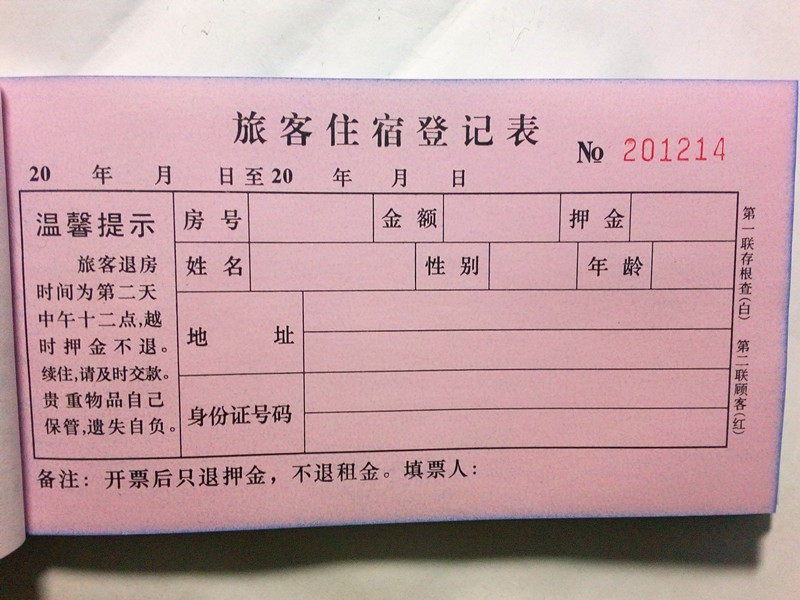 旅客住宿登记表
№ 201214
20 年 月 日至20 年 月 日
温馨提示
旅客退房
时间为第二天
中午十二点,越
时押金不退。
续住,请及时交款。
贵重物品自己
保管,遗失自负。
房号 金额 押金
姓名 性别 年龄
地址
身份证号码
第一联存根查(白) 第二联顾客(红)
备注：开票后只退押金，不退租金。填票人：